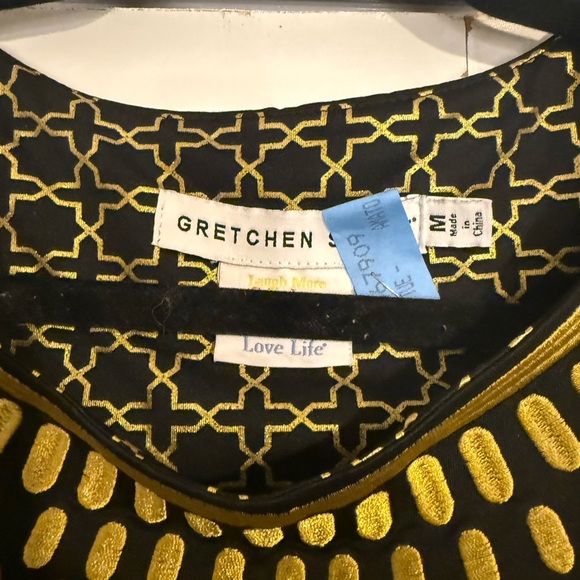 GRETCHEN S
M
Made
in
China
Laugh More
Love Life